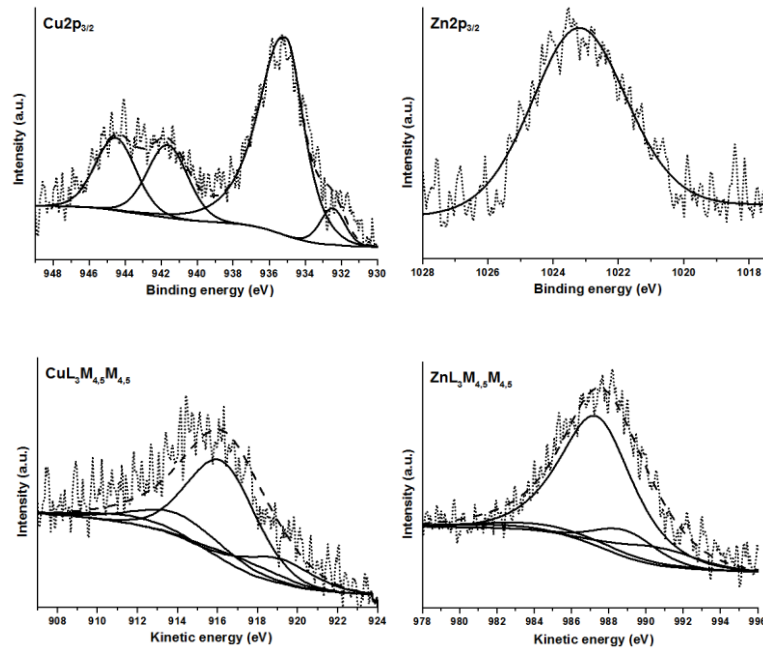 Cu2p3/2
Intensity (a.u.)
948 946 944 942 940 938 936 934 932 930
Binding energy (eV)
Zn2p3/2
Intensity (a.u.)
1028 1026 1024 1022 1020 1018
Binding energy (eV)
CuL3M4,5M4,5
Intensity (a.u.)
908 910 912 914 916 918 920 922 924
Kinetic energy (eV)
ZnL3M4,5M4,5
Intensity (a.u.)
978 980 982 984 986 988 990 992 994 996
Kinetic energy (eV)